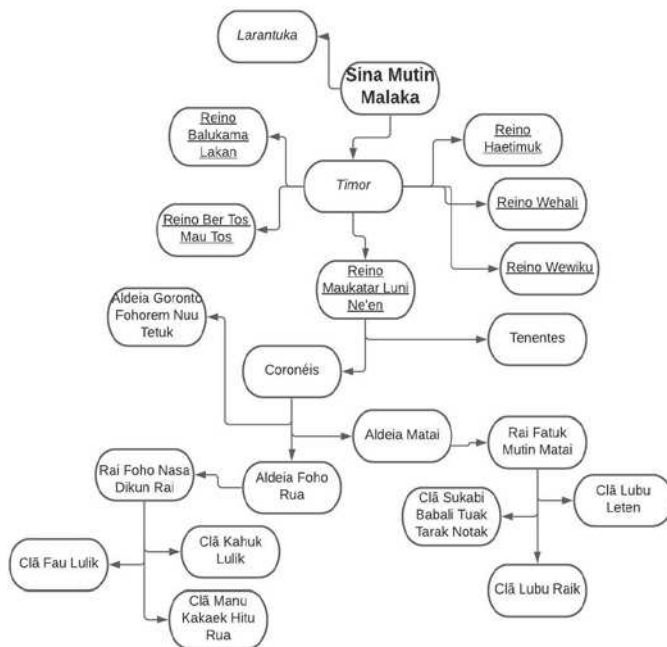 Larantuka
Sina Mutin
Malaka
Reino
Balukama
Lakan
Reino
Haetimuk
Timor
Reino Ber Tos
Mau Tos
Reino Wehali
Reino Wewiku
Reino
Maukatar Luni
Ne'en
Aldeia Goronto
Fohorem Nuu
Tetuk
Tenentes
Coronéis
Aldeia Matai
Rai Fatuk
Mutin Matai
Rai Foho Nasa
Dikun Rai
Aldeia Foho
Rua
Clã Sukabi
Babali Tuak
Tarak Notak
Clã Lubu
Leten
Clã Fau Lulik
Clã Kahuk
Lulik
Clã Lubu Raik
Clã Manu
Kakaek Hitu
Rua